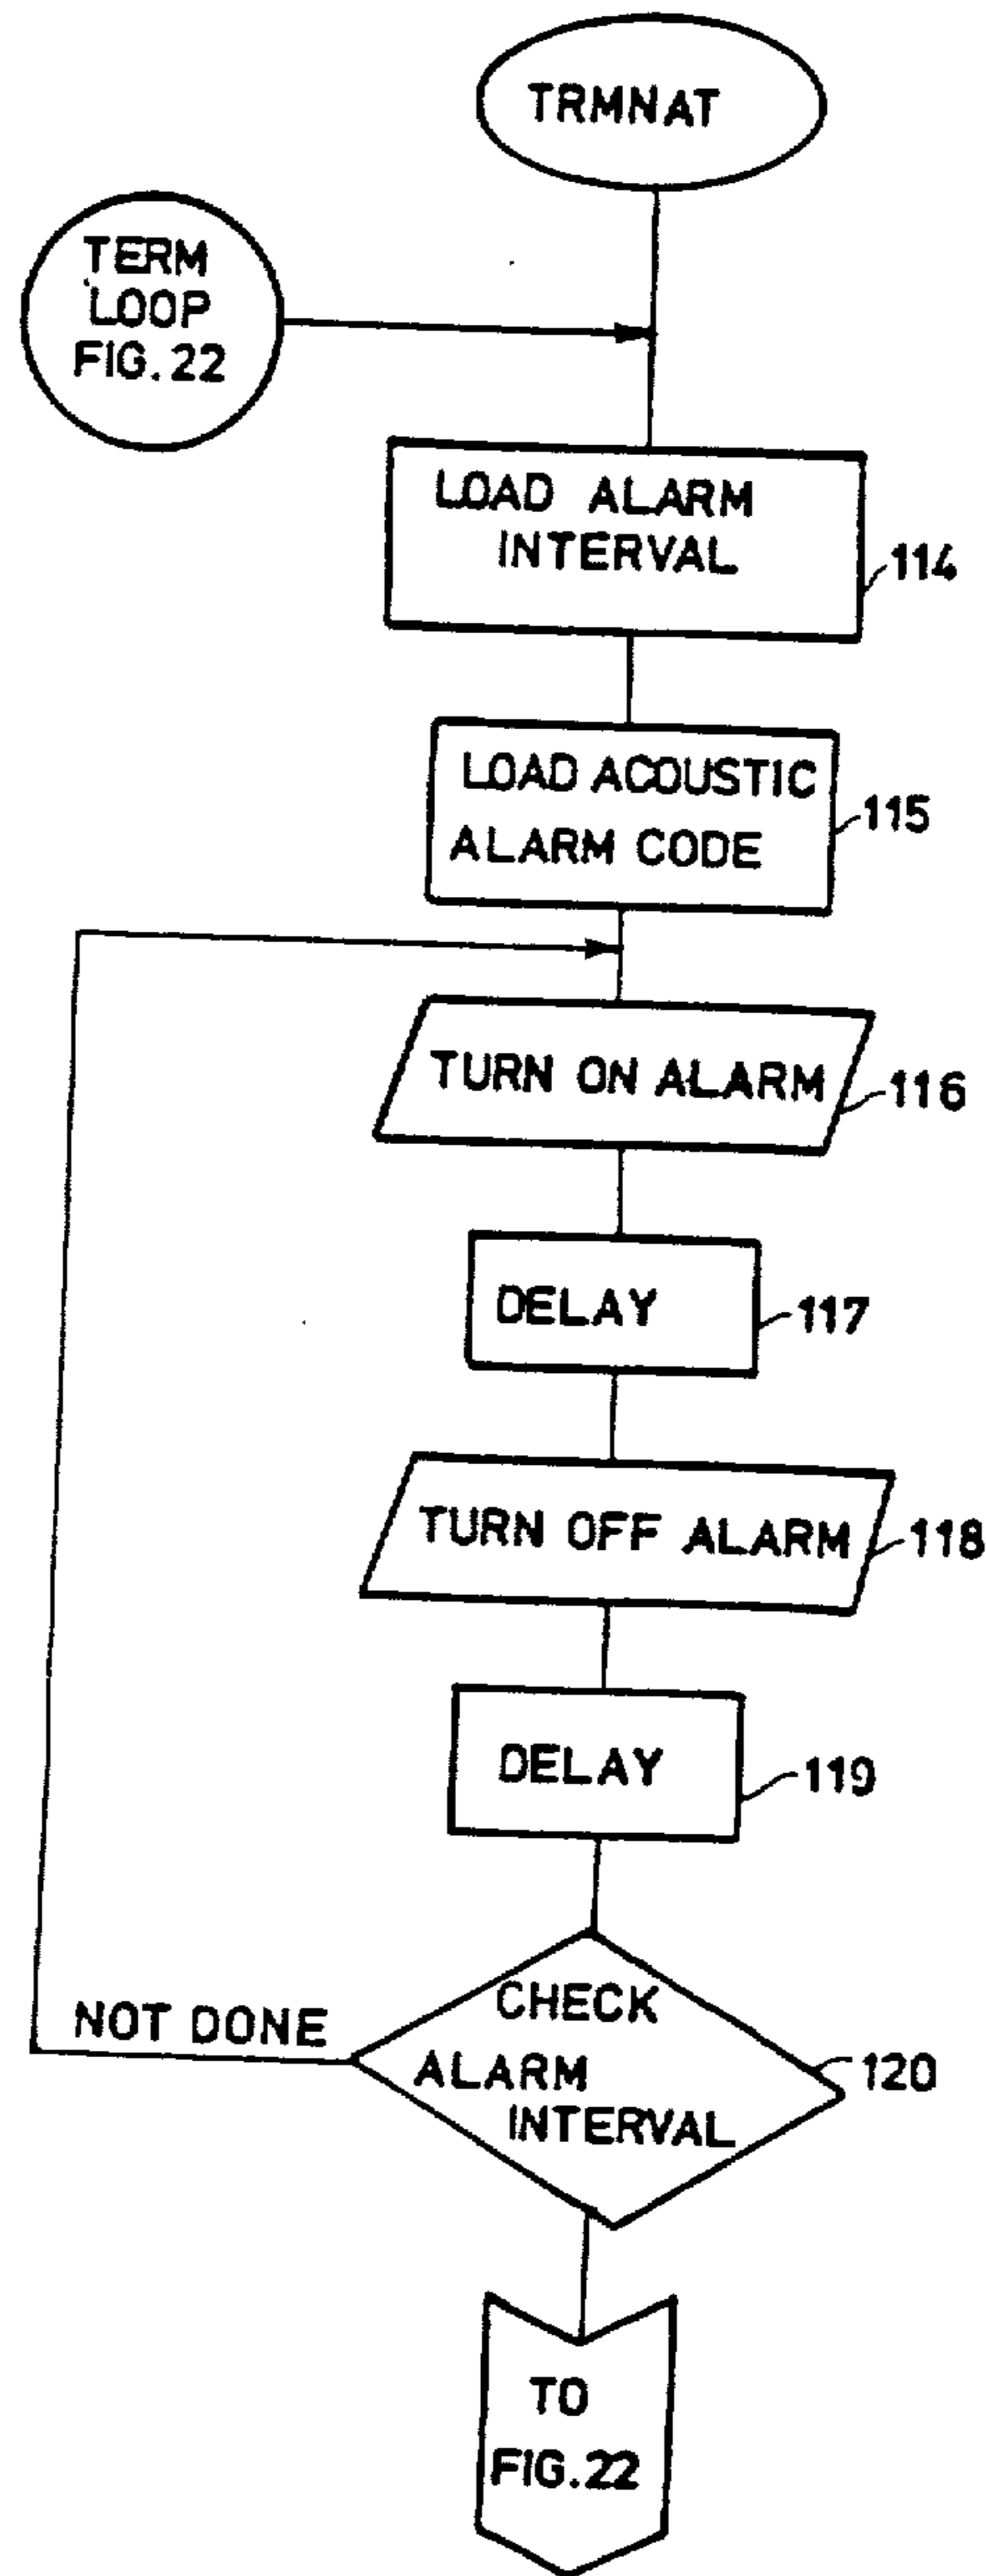 TRMNAT
TERM
LOOP
FIG. 22
LOAD ALARM
INTERVAL
114
LOAD ACOUSTIC
ALARM CODE
115
TURN ON ALARM
116
DELAY
117
TURN OFF ALARM
118
DELAY
119
CHECK
ALARM
INTERVAL
120
NOT DONE
TO
FIG. 22